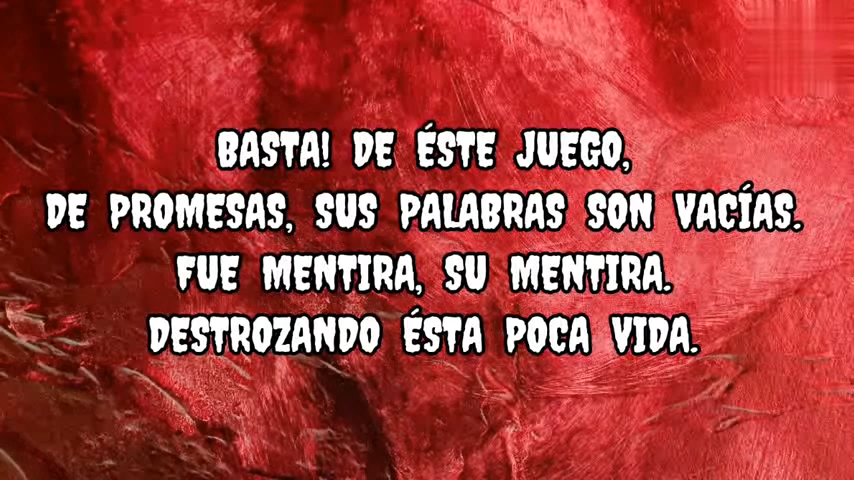 BASTA! DE ÉSTE JUEGO,
DE PROMESAS, SUS PALABRAS SON VACÍAS.
FUE MENTIRA, SU MENTIRA.
DESTROZANDO ÉSTA POCA VIDA.